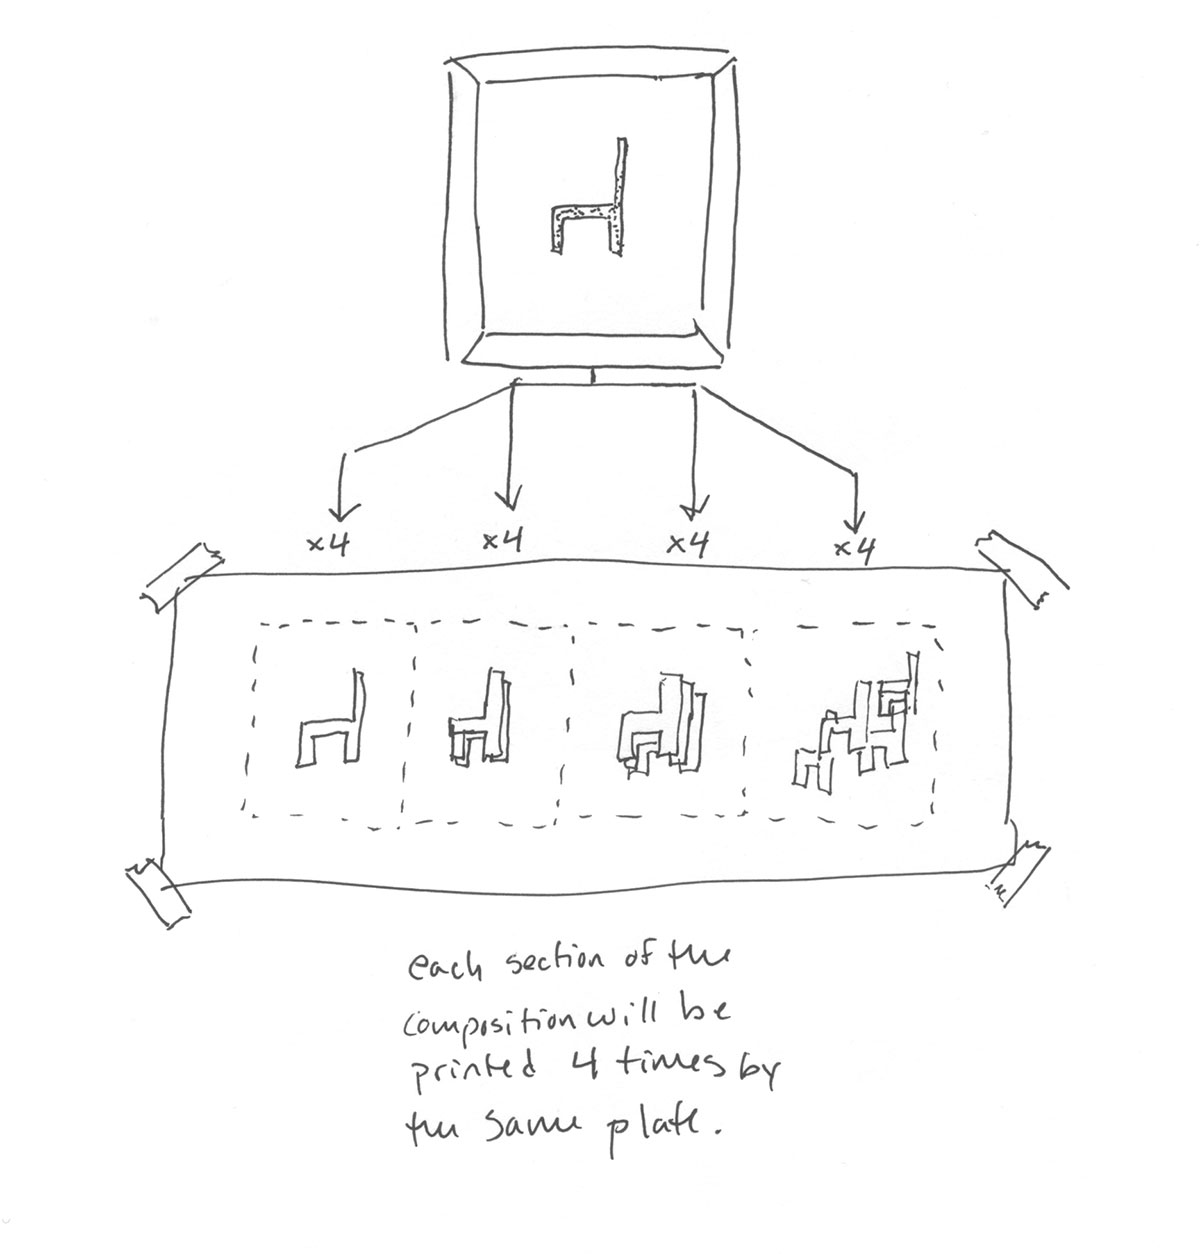 x4 x4 x4 x4
each section of the
composition will be
printed 4 times by
the same plate.